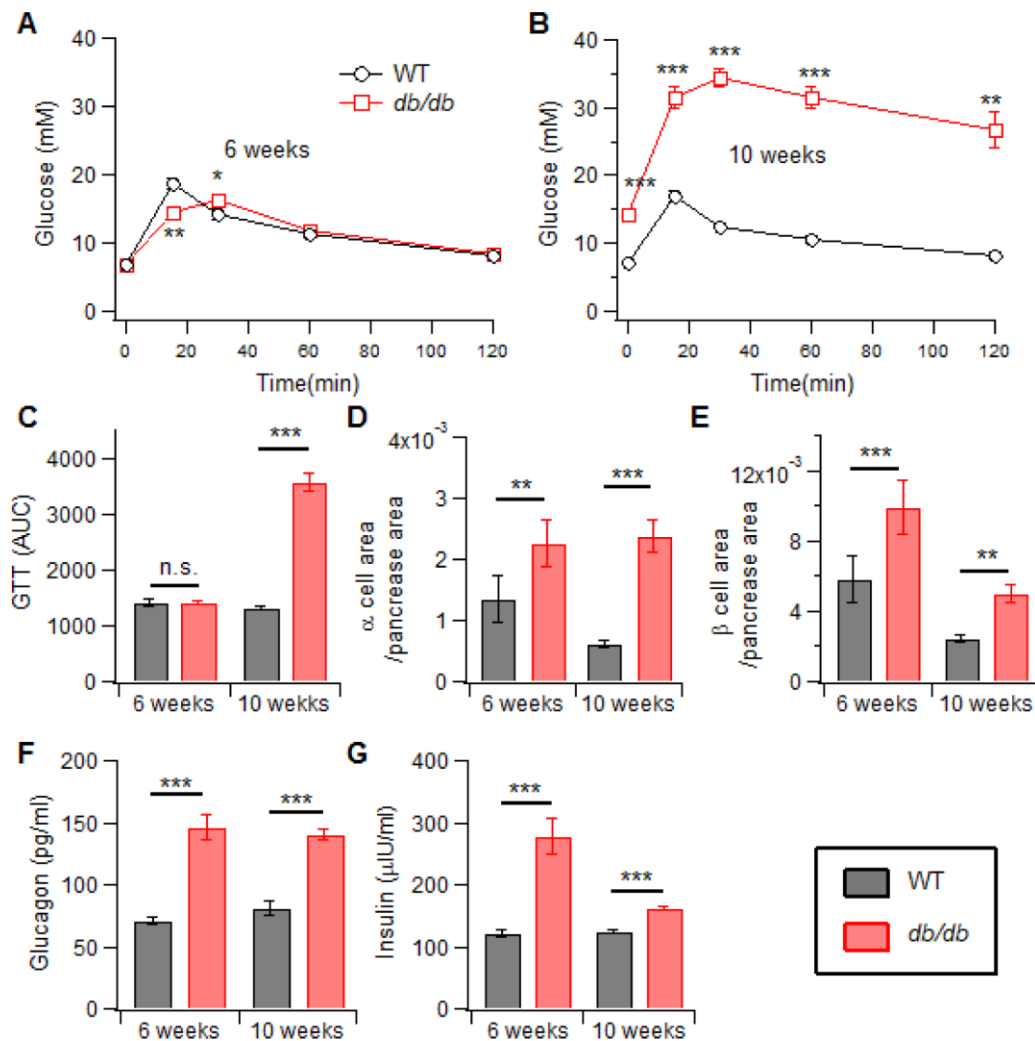 A
40
30
20
10
0
Glucose (mM)
WT
db/db
6 weeks
*
**
0 20 40 60 80 100 120
Time(min)
B
40
30
20
10
0
Glucose (mM)
***
***
***
***
**
10 weeks
0 20 40 60 80 100 120
Time(min)
C
4000
3000
2000
1000
0
GTT (AUC)
n.s.
***
6 weeks 10 wekks
D
4x10⁻³
3
2
1
0
α cell area
/pancrease area
**
***
6 weeks 10 weeks
E
12x10⁻³
8
4
0
β cell area
/pancrease area
***
**
6 weeks 10 weeks
F
200
150
100
50
0
Glucagon (pg/ml)
***
***
6 weeks 10 weeks
G
400
300
200
100
0
Insulin (μIU/ml)
***
***
6 weeks 10 weeks
WT
db/db